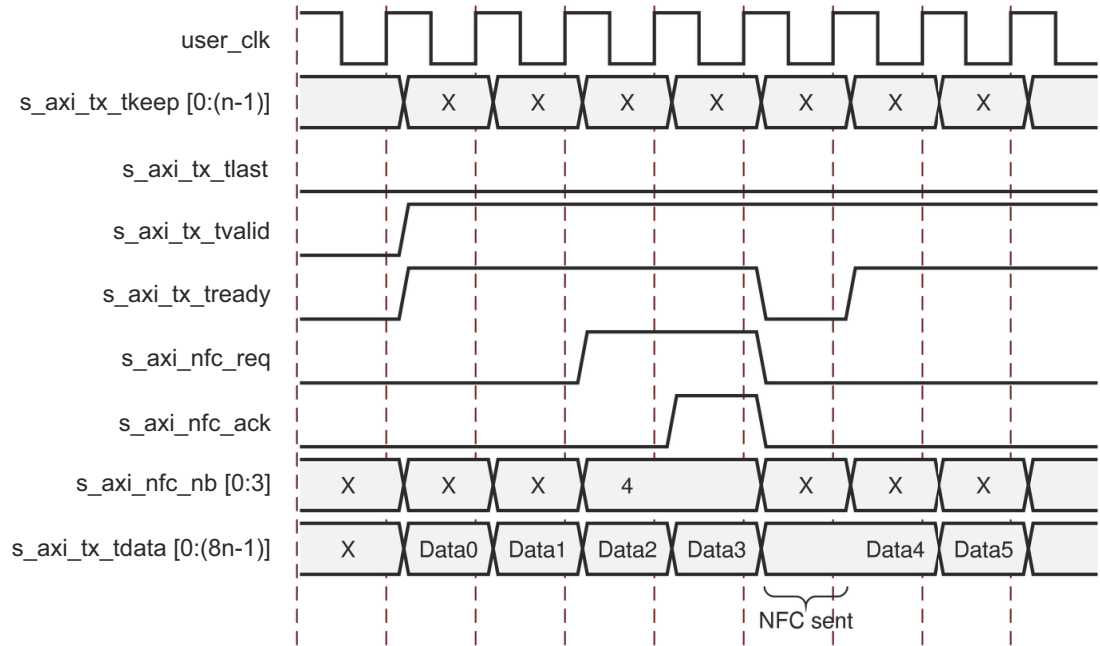 user_clk
s_axi_tx_tkeep [0:(n-1)] X X X X X X X
s_axi_tx_tlast
s_axi_tx_tvalid
s_axi_tx_tready
s_axi_nfc_req
s_axi_nfc_ack
s_axi_nfc_nb [0:3] X X X 4 X X X
s_axi_tx_tdata [0:(8n-1)] X Data0 Data1 Data2 Data3 Data4 Data5
NFC sent